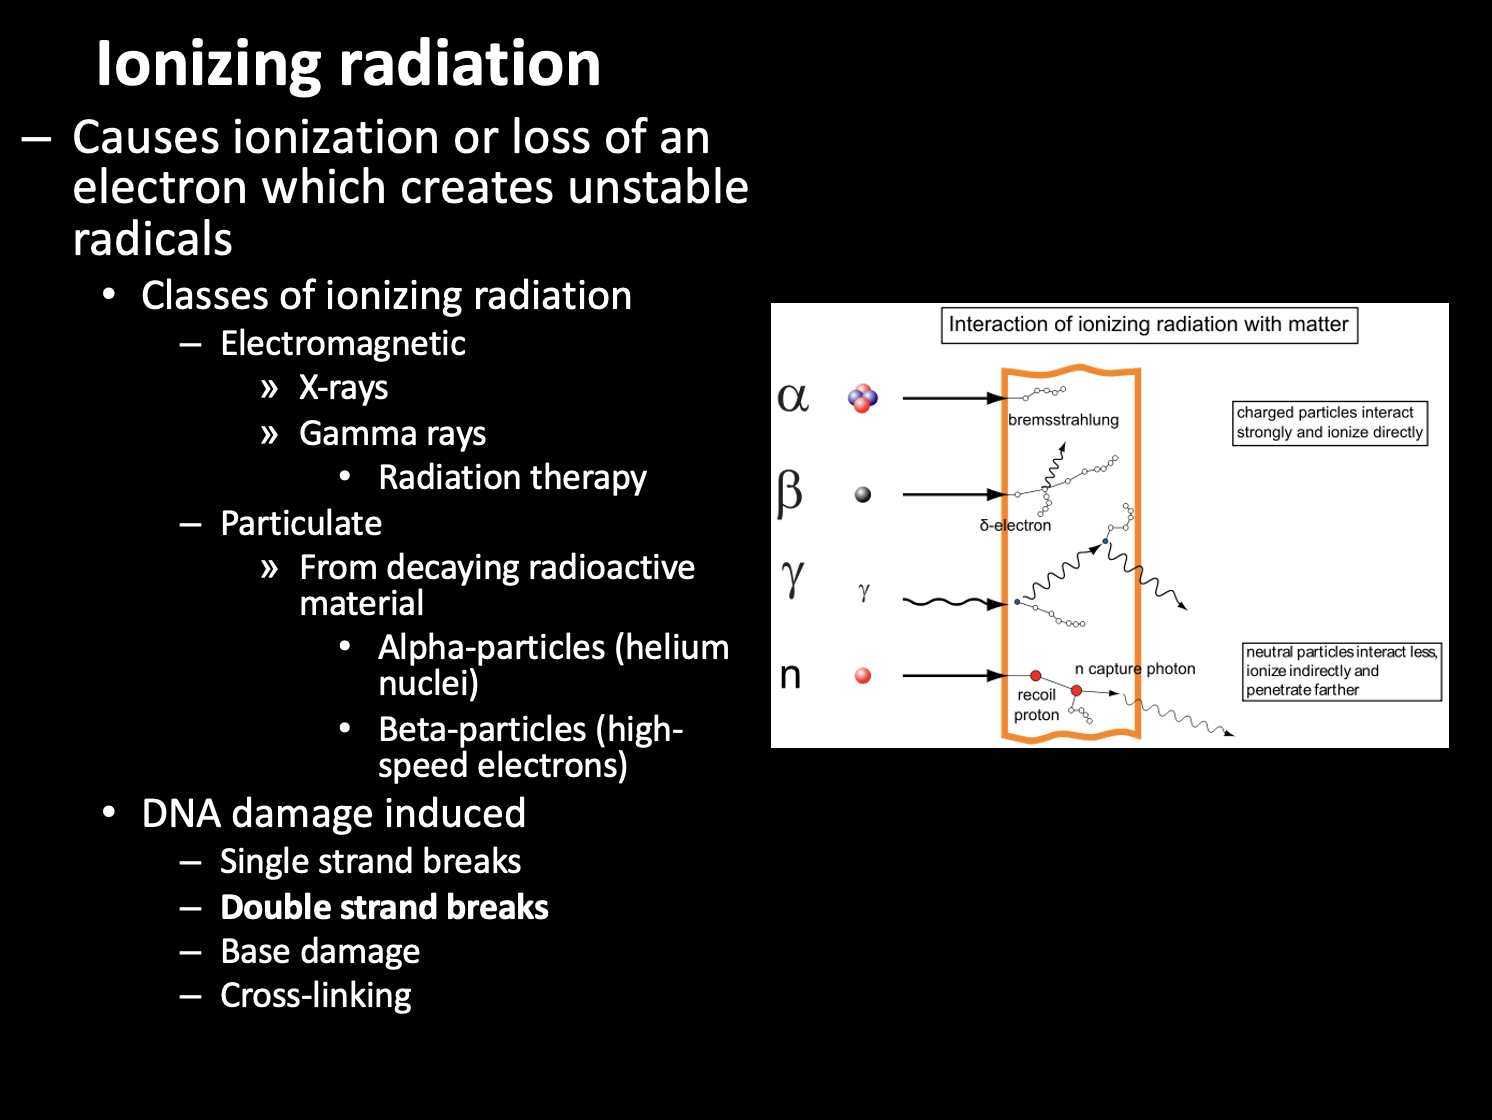 Ionizing radiation
– Causes ionization or loss of an
electron which creates unstable
radicals
• Classes of ionizing radiation
– Electromagnetic
» X-rays
» Gamma rays
• Radiation therapy
– Particulate
» From decaying radioactive
material
• Alpha-particles (helium
nuclei)
• Beta-particles (high-
speed electrons)
• DNA damage induced
– Single strand breaks
– Double strand breaks
– Base damage
– Cross-linking
Interaction of ionizing radiation with matter
α
bremsstrahlung
charged particles interact
strongly and ionize directly
β
δ-electron
γ
γ
n
n capture photon
recoil
proton
neutral particles interact less,
ionize indirectly and
penetrate farther